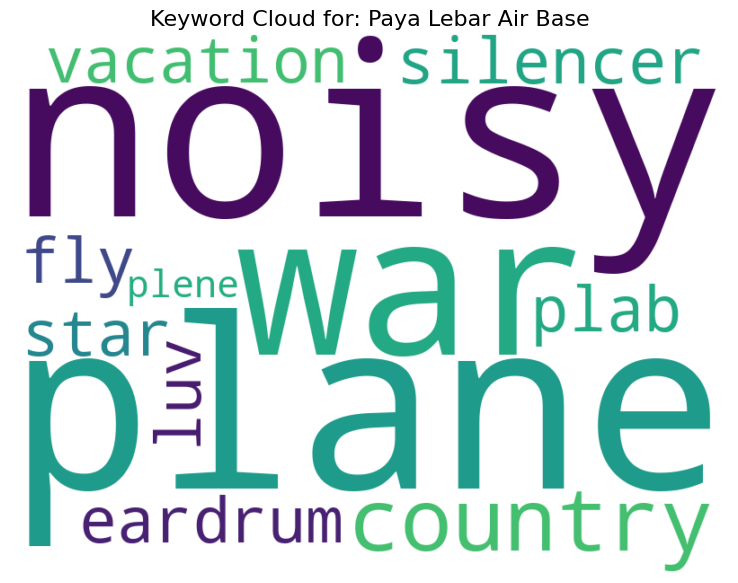 Keyword Cloud for: Paya Lebar Air Base
vacation silencer
noisy
fly war
plene plab
star luv
plane
eardrum country